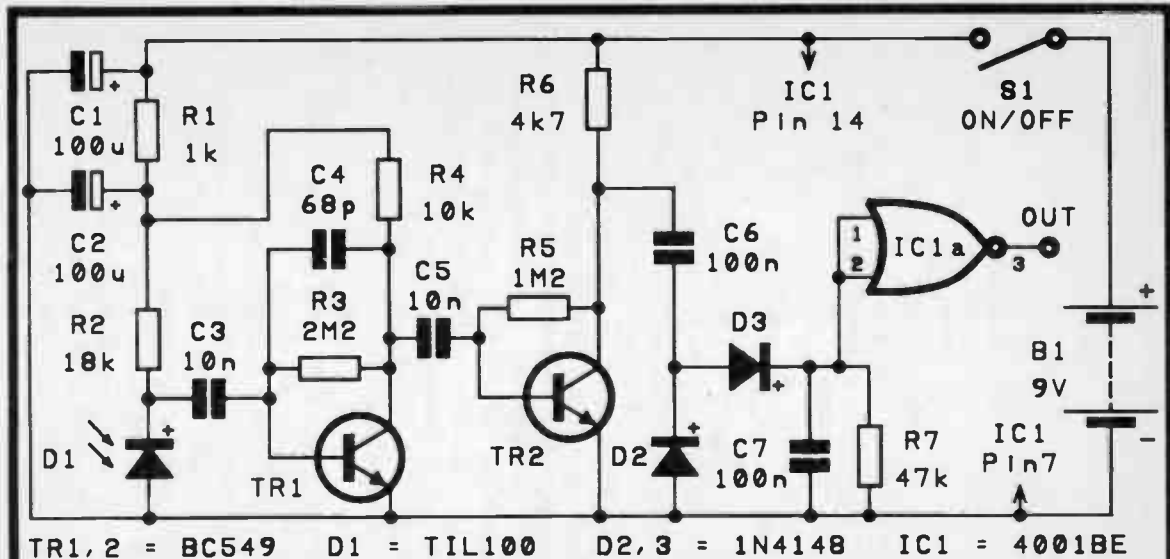 C1
100u
+
R1
1k
C2
100u
+
R2
18k
D1
+
C3
10n
C4
68p
R3
2M2
R4
10k
TR1
C5
10n
R5
1M2
TR2
R6
4k7
C6
100n
D2
+
D3
+
C7
100n
R7
47k
IC1
Pin 14
S1
ON/OFF
1
2
IC1a
3
OUT
+
B1
9V
-
IC1
Pin7
TR1,2 = BC549 D1 = TIL100 D2,3 = 1N4148 IC1 = 4001BE